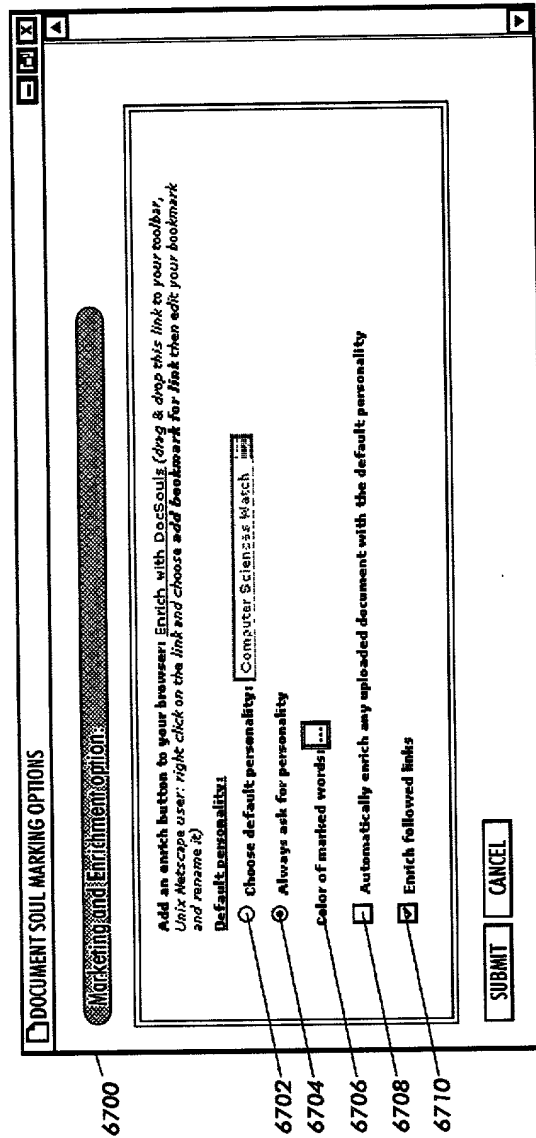 DOCUMENT SOUL MARKING OPTIONS
Marketing and Enrichment option:
Add an enrich button to your browser: Enrich with DocSouls (drag & drop this link to your toolbar,
Unix Netscape user: right click on the link and choose add bookmark for link then edit your bookmark
and rename it)
Default personality:
Choose default personality: Computer Sciences Watch
Always ask for personality
Color of marked words: ...
Automatically enrich any uploaded document with the default personality
Enrich followed links
SUBMIT CANCEL
6700
6702
6704
6706
6708
6710